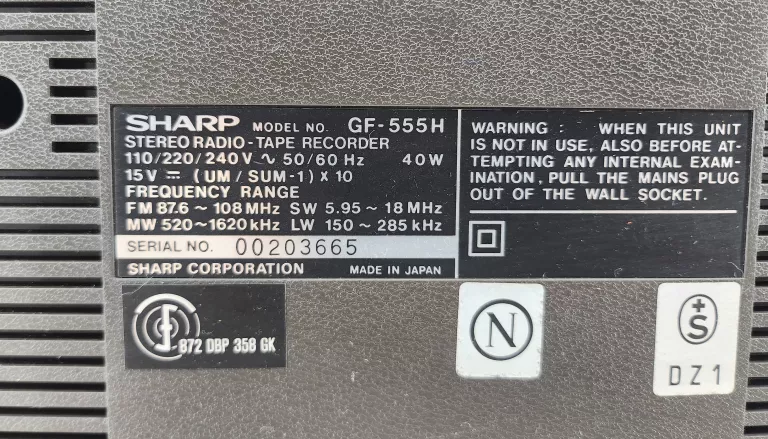 SHARP MODEL NO. GF-555H
STEREO RADIO-TAPE RECORDER
110/220/240V ∿ 50/60 Hz 40W
15V ⎓ (UM/SUM-1) X 10
FREQUENCY RANGE
FM 87.6 ~ 108 MHz SW 5.95 ~ 18 MHz
MW 520~1620 kHz LW 150 ~ 285 kHz
SERIAL NO. 00203665
SHARP CORPORATION MADE IN JAPAN
WARNING : WHEN THIS UNIT
IS NOT IN USE, ALSO BEFORE AT-
TEMPTING ANY INTERNAL EXAM-
INATION, PULL THE MAINS PLUG
OUT OF THE WALL SOCKET.
872 DBP 358 GK
N
+S
DZ1